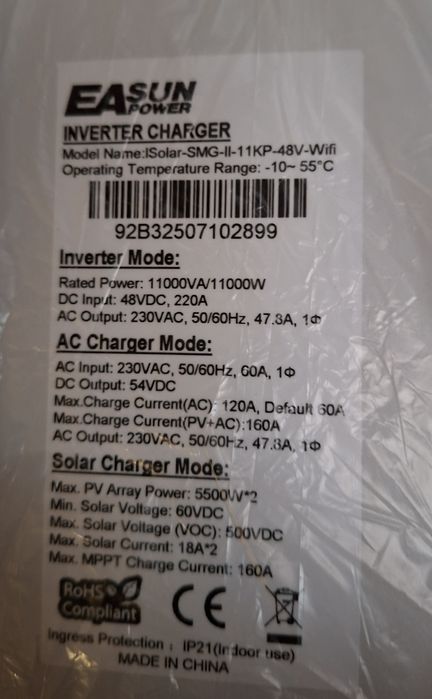 EASUN
POWER
INVERTER CHARGER
Model Name:ISolar-SMG-II-11KP-48V-Wifi
Operating Temperature Range: -10~ 55°C
92B32507102899
Inverter Mode:
Rated Power: 11000VA/11000W
DC Input: 48VDC, 220A
AC Output: 230VAC, 50/60Hz, 47.8A, 1Φ
AC Charger Mode:
AC Input: 230VAC, 50/60Hz, 60A, 1Φ
DC Output: 54VDC
Max.Charge Current(AC): 120A, Default 60A
Max.Charge Current(PV+AC):160A
AC Output: 230VAC, 50/60Hz, 47.8A, 1Φ
Solar Charger Mode:
Max. PV Array Power: 5500W*2
Min. Solar Voltage: 60VDC
Max. Solar Voltage (VOC): 500VDC
Max. Solar Current: 18A*2
Max. MPPT Charge Current: 160A
RoHS
Compliant
CE
Ingress Protection : IP21(Indoor use)
MADE IN CHINA